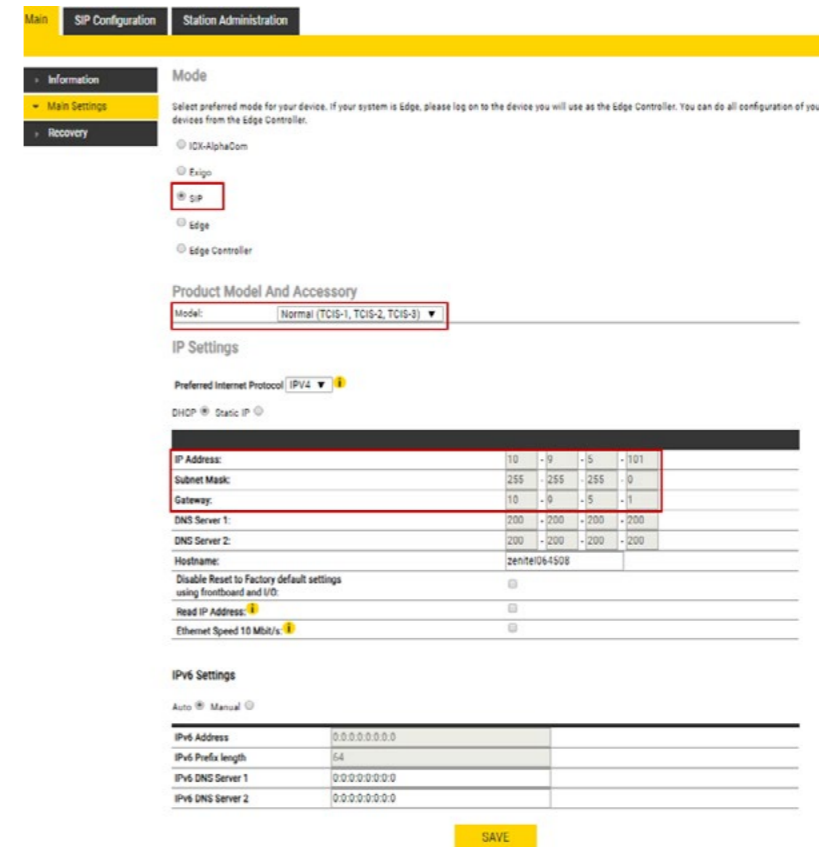 Main SIP Configuration Station Administration
Information
Main Settings
Recovery
Mode
Select preferred mode for your device. If your system is Edge, please log on to the device you will use as the Edge Controller. You can do all configuration of you
devices from the Edge Controller.
ICX-AlphaCom
Exigo
SIP
Edge
Edge Controller
Product Model And Accessory
Model: Normal (TCIS-1, TCIS-2, TCIS-3)
IP Settings
Preferred Internet Protocol IPV4 i
DHCP Static IP
IP Address: 10 - 9 - 5 - 101
Subnet Mask: 255 - 255 - 255 - 0
Gateway: 10 - 9 - 5 - 1
DNS Server 1: 200 - 200 - 200 - 200
DNS Server 2: 200 - 200 - 200 - 200
Hostname: zenitel064508
Disable Reset to Factory default settings
using frontboard and I/O:
Read IP Address: i
Ethernet Speed 10 Mbit/s: i
IPv6 Settings
Auto Manual
IPv6 Address 0:0:0:0:0:0:0:0
IPv6 Prefix length 64
IPv6 DNS Server 1 0:0:0:0:0:0:0:0
IPv6 DNS Server 2 0:0:0:0:0:0:0:0
SAVE